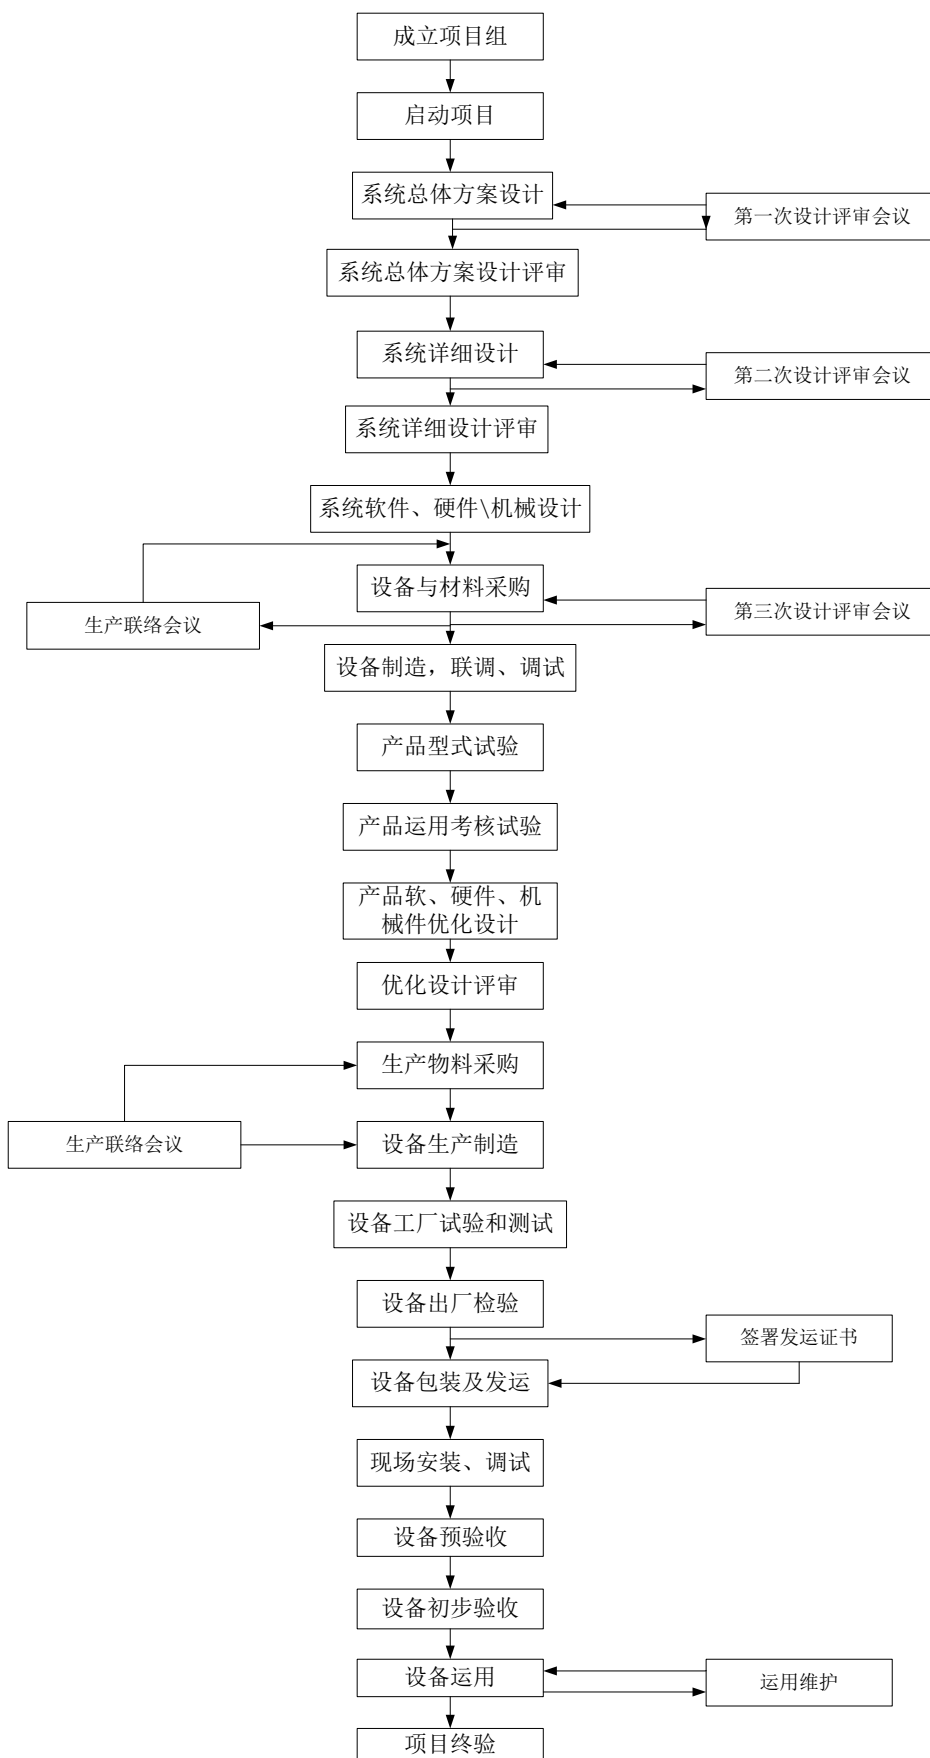 成立项目组
启动项目
系统总体方案设计
第一次设计评审会议
系统总体方案设计评审
系统详细设计
第二次设计评审会议
系统详细设计评审
系统软件、硬件\机械设计
设备与材料采购
第三次设计评审会议
生产联络会议
设备制造，联调、调试
产品型式试验
产品运用考核试验
产品软、硬件、机
械件优化设计
优化设计评审
生产物料采购
生产联络会议
设备生产制造
设备工厂试验和测试
设备出厂检验
签署发运证书
设备包装及发运
现场安装、调试
设备预验收
设备初步验收
设备运用
运用维护
项目终验